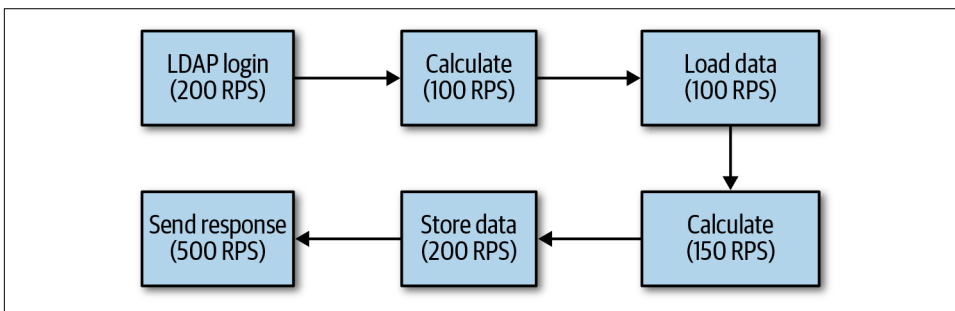 LDAP login
(200 RPS)
Calculate
(100 RPS)
Load data
(100 RPS)
Calculate
(150 RPS)
Store data
(200 RPS)
Send response
(500 RPS)